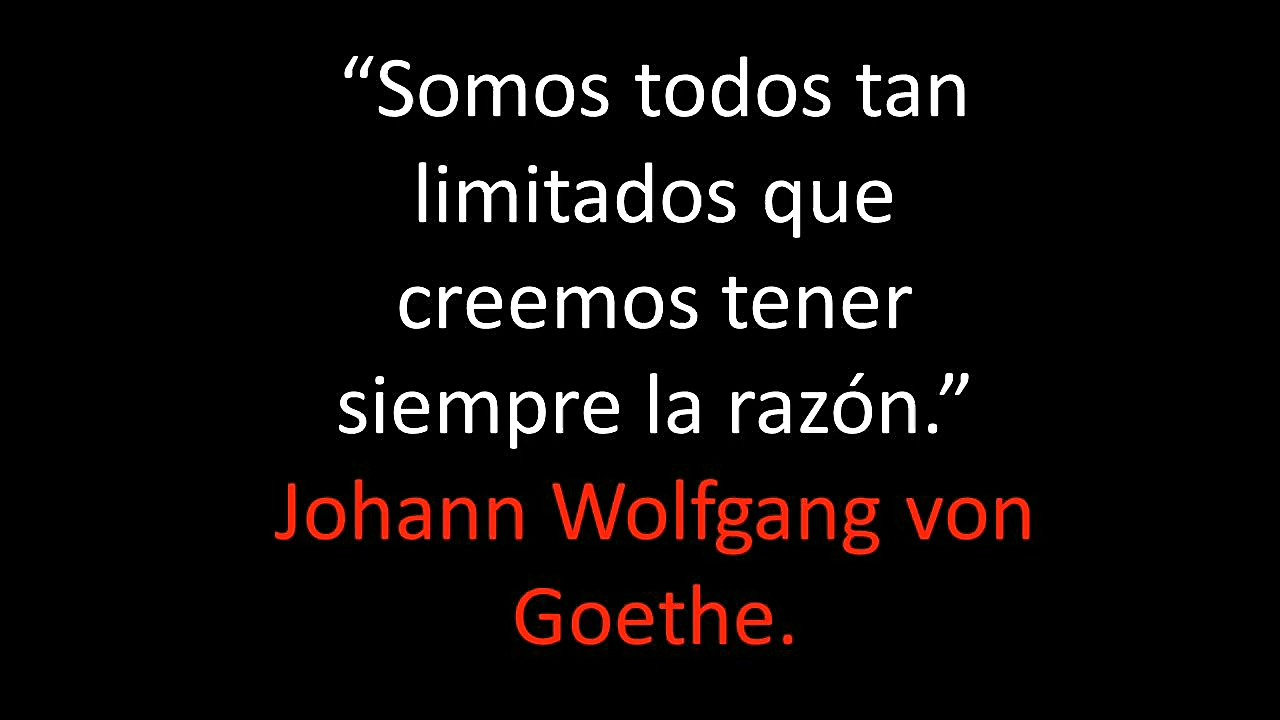 “Somos todos tan
limitados que
creemos tener
siempre la razón.”
Johann Wolfgang von
Goethe.